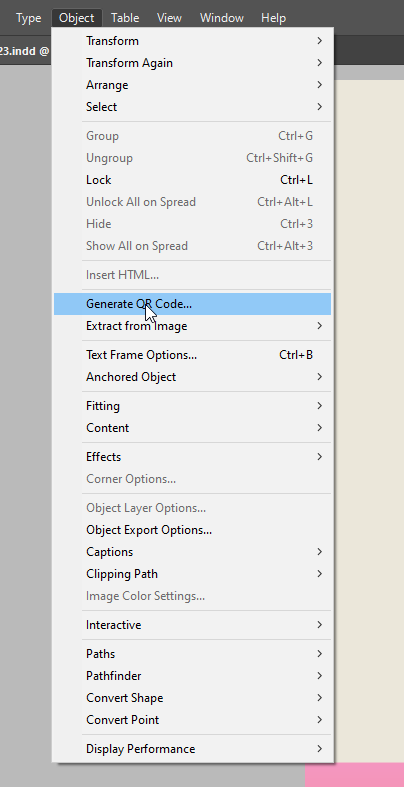 Type Object Table View Window Help
23.indd @
Transform
Transform Again
Arrange
Select
Group Ctrl+G
Ungroup Ctrl+Shift+G
Lock Ctrl+L
Unlock All on Spread Ctrl+Alt+L
Hide Ctrl+3
Show All on Spread Ctrl+Alt+3
Insert HTML...
Generate QR Code...
Extract from Image
Text Frame Options... Ctrl+B
Anchored Object
Fitting
Content
Effects
Corner Options...
Object Layer Options...
Object Export Options...
Captions
Clipping Path
Image Color Settings...
Interactive
Paths
Pathfinder
Convert Shape
Convert Point
Display Performance